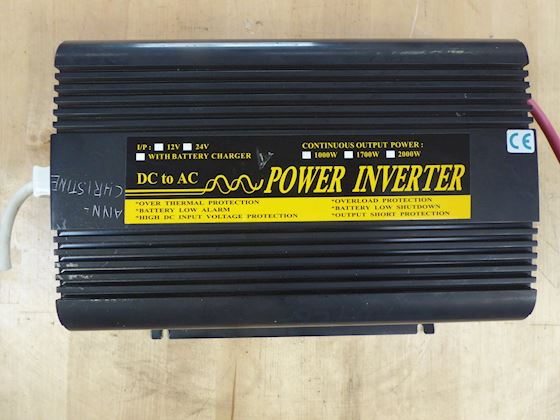 I/P : 12V 24V
WITH BATTERY CHARGER
CONTINUOUS OUTPUT POWER :
1000W 1700W 2000W
DC to AC POWER INVERTER
*OVER THERMAL PROTECTION
*BATTERY LOW ALARM
*HIGH DC INPUT VOLTAGE PROTECTION
*OVERLOAD PROTECTION
*BATTERY LOW SHUTDOWN
*OUTPUT SHORT PROTECTION
CE
ANN-
CHRISTINE